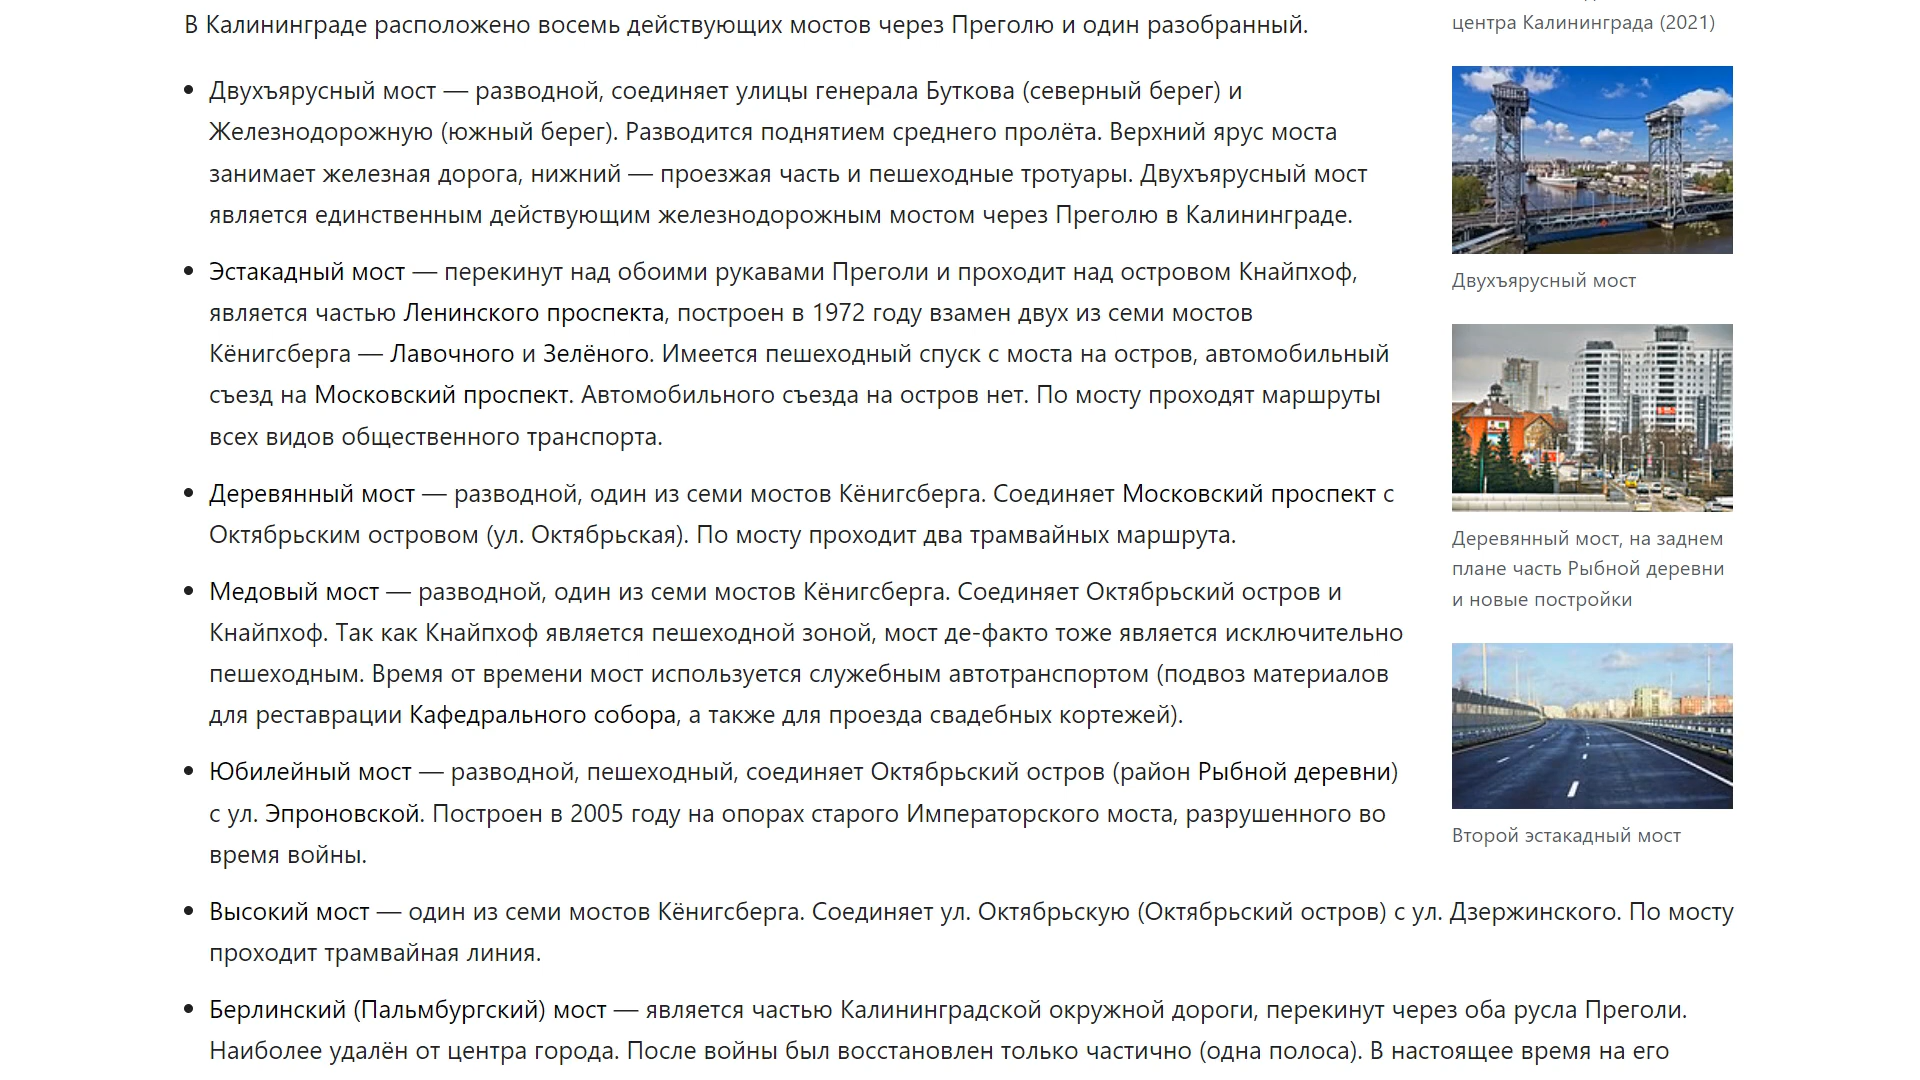 В Калининграде расположено восемь действующих мостов через Преголю и один разобранный.
Двухъярусный мост — разводной, соединяет улицы генерала Буткова (северный берег) и
Железнодорожную (южный берег). Разводится поднятием среднего пролёта. Верхний ярус моста
занимает железная дорога, нижний — проезжая часть и пешеходные тротуары. Двухъярусный мост
является единственным действующим железнодорожным мостом через Преголю в Калининграде.
Эстакадный мост — перекинут над обоими рукавами Преголи и проходит над островом Кнайпхоф,
является частью Ленинского проспекта, построен в 1972 году взамен двух из семи мостов
Кёнигсберга — Лавочного и Зелёного. Имеется пешеходный спуск с моста на остров, автомобильный
съезд на Московский проспект. Автомобильного съезда на остров нет. По мосту проходят маршруты
всех видов общественного транспорта.
Деревянный мост — разводной, один из семи мостов Кёнигсберга. Соединяет Московский проспект с
Октябрьским островом (ул. Октябрьская). По мосту проходит два трамвайных маршрута.
Медовый мост — разводной, один из семи мостов Кёнигсберга. Соединяет Октябрьский остров и
Кнайпхоф. Так как Кнайпхоф является пешеходной зоной, мост де-факто тоже является исключительно
пешеходным. Время от времени мост используется служебным автотранспортом (подвоз материалов
для реставрации Кафедрального собора, а также для проезда свадебных кортежей).
Юбилейный мост — разводной, пешеходный, соединяет Октябрьский остров (район Рыбной деревни)
с ул. Эпроновской. Построен в 2005 году на опорах старого Императорского моста, разрушенного во
время войны.
Высокий мост — один из семи мостов Кёнигсберга. Соединяет ул. Октябрьскую (Октябрьский остров) с ул. Дзержинского. По мосту
проходит трамвайная линия.
Берлинский (Пальмбургский) мост — является частью Калининградской окружной дороги, перекинут через оба русла Преголи.
Наиболее удалён от центра города. После войны был восстановлен только частично (одна полоса). В настоящее время на его
центра Калининграда (2021)
Двухъярусный мост
Деревянный мост, на заднем
плане часть Рыбной деревни
и новые постройки
Второй эстакадный мост